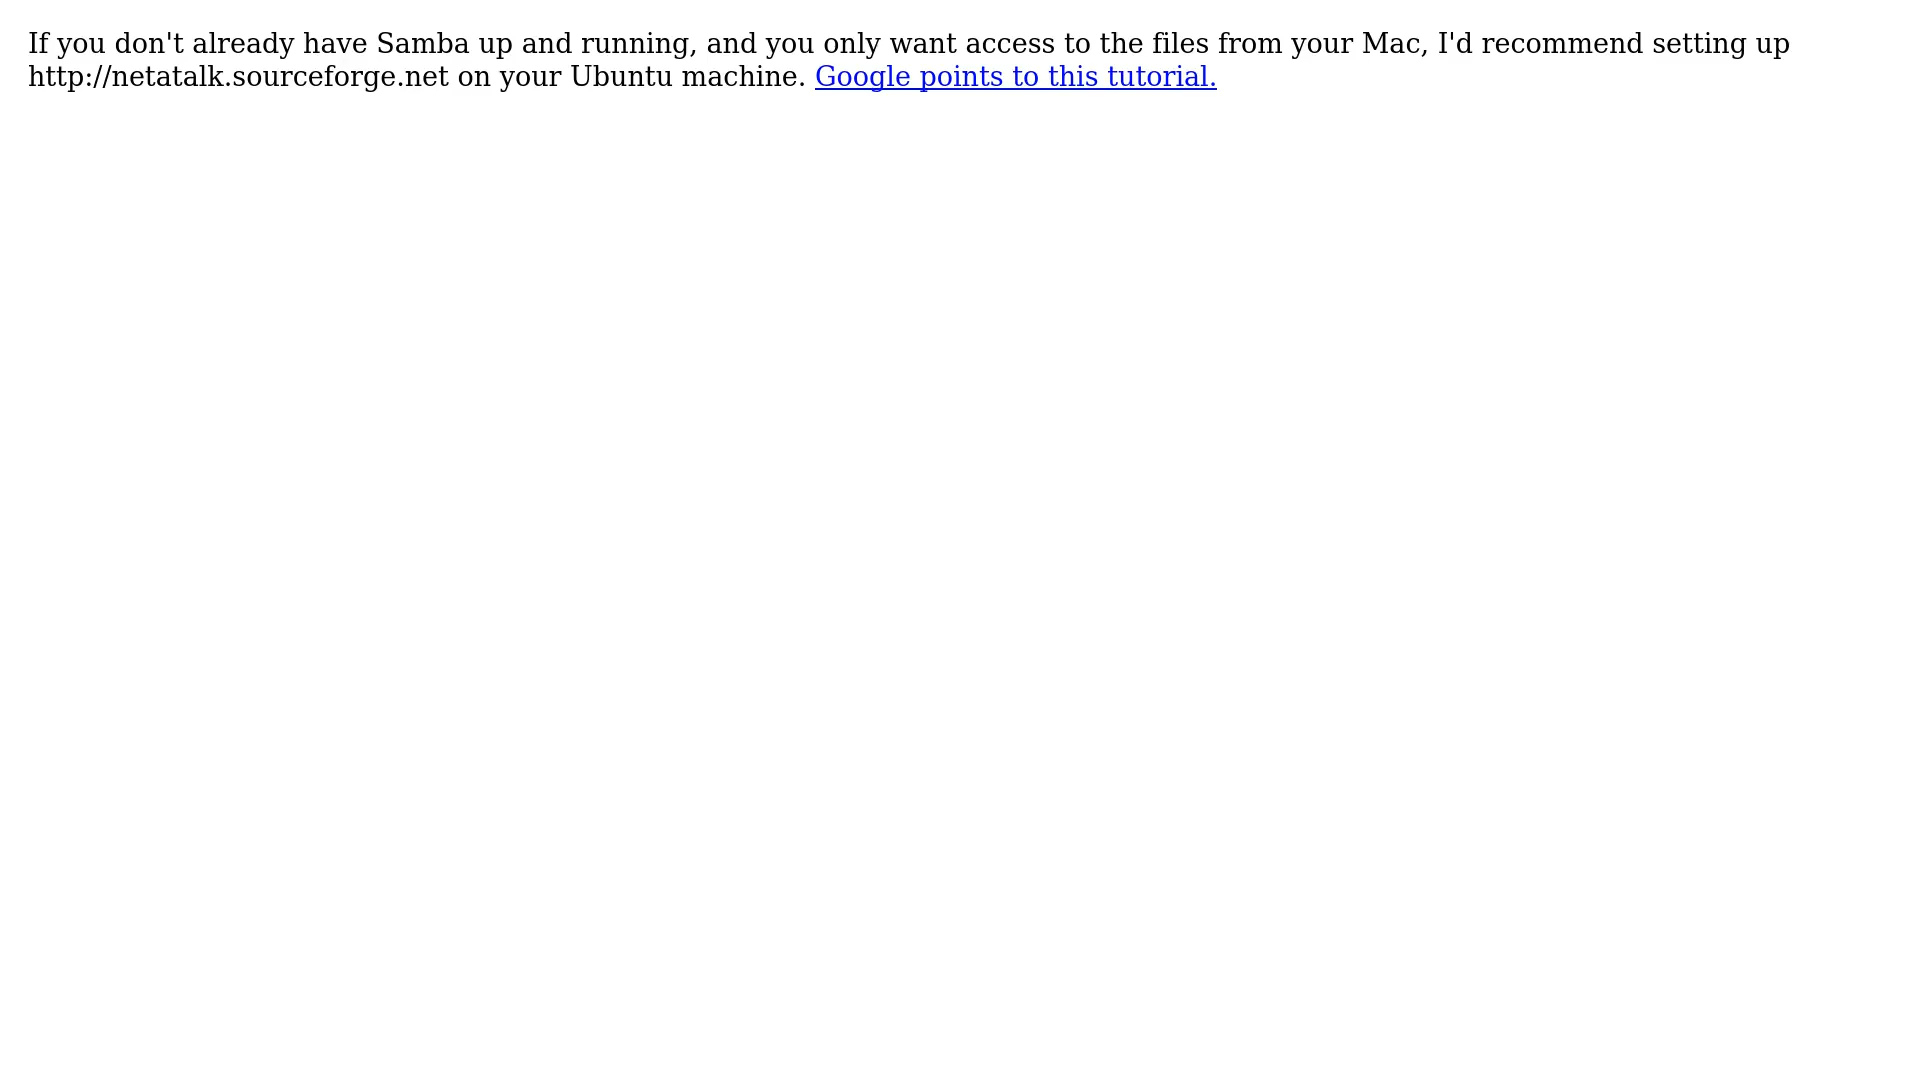 If you don't already have Samba up and running, and you only want access to the files from your Mac, I'd recommend setting up
http://netatalk.sourceforge.net on your Ubuntu machine. Google points to this tutorial.